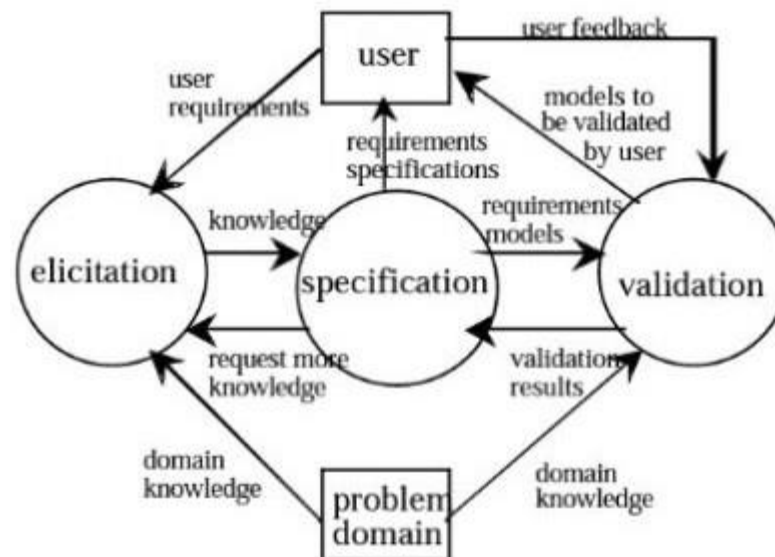 user feedback
user
user
requirements
models to
be validated
by user
requirements
specifications
knowledge
requirements
models
elicitation
specification
validation
request more
knowledge
validation
results
domain
knowledge
problem
domain
domain
knowledge